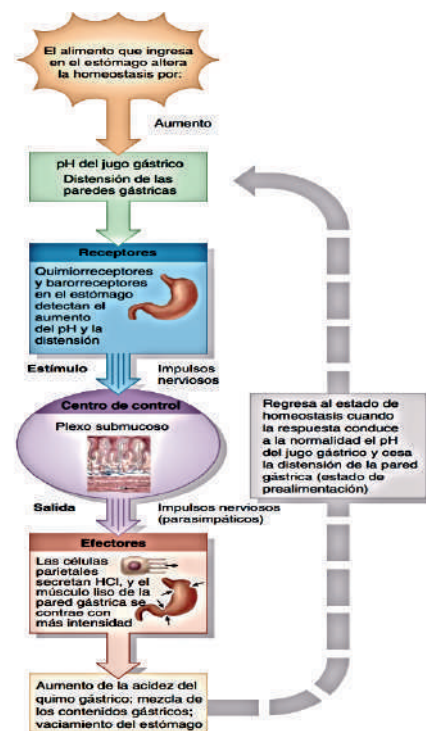 El alimento que ingresa
en el estómago altera
la homeostasis por:
Aumento
pH del jugo gástrico
Distensión de las
paredes gástricas
Receptores
Quimiorreceptores
y barorreceptores
en el estómago
detectan el
aumento
del pH y la
distensión
Estímulo
Impulsos
nerviosos
Centro de control
Plexo submucoso
Salida
Impulsos nerviosos
(parasimpáticos)
Efectores
Las células
parietales
secretan HCl, y el
músculo liso de la
pared gástrica se
contrae con
más intensidad
Aumento de la acidez del
quimo gástrico; mezcla de
los contenidos gástricos;
vaciamiento del estómago
Regresa al estado de
homeostasis cuando
la respuesta conduce
a la normalidad el pH
del jugo gástrico y cesa
la distensión de la pared
gástrica (estado de
prealimentación)